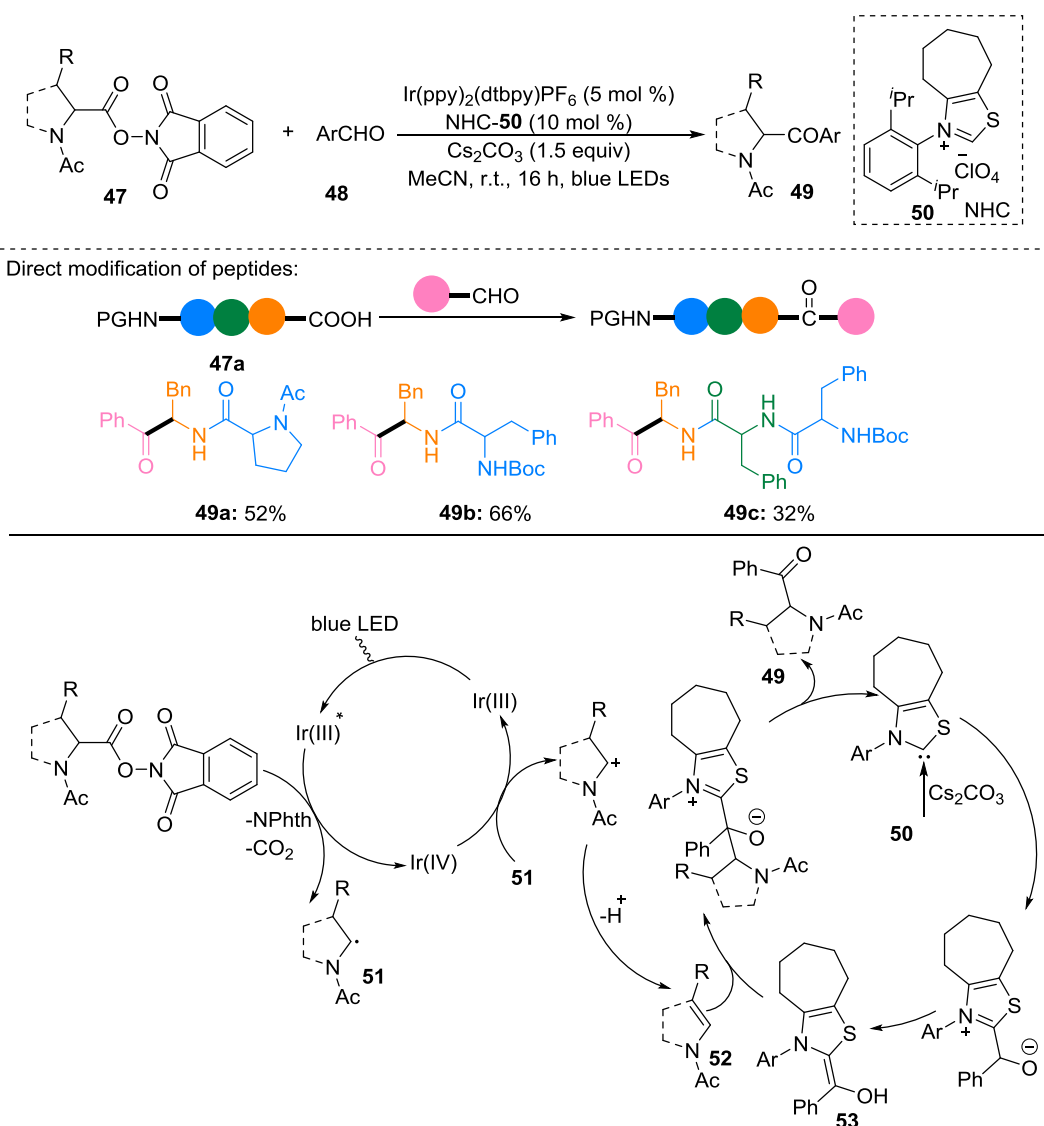 R
O
O
O
N
O
N
Ac
47
+
ArCHO
48
Ir(ppy)2(dtbpy)PF6 (5 mol %)
NHC-50 (10 mol %)
Cs2CO3 (1.5 equiv)
MeCN, r.t., 16 h, blue LEDs
R
COAr
N
Ac
49
iPr
N
+
S
−
ClO4
iPr
50 NHC
Direct modification of peptides:
PGHN
COOH
47a
CHO
PGHN
O
C
Bn
Ph
O
N
H
O
N
Ac
49a: 52%
Bn
Ph
O
N
H
O
Ph
NHBoc
49b: 66%
Bn
Ph
O
N
H
O
Ph
H
N
O
Ph
NHBoc
49c: 32%
blue LED
Ir(III)
Ir(III)*
Ir(IV)
R
O
O
O
N
O
N
Ac
-NPhth
-CO2
R
·
N
Ac
51
51
R
+
N
Ac
-H+
R
N
Ac
52
Ph
O
R
N
Ac
49
S
N
+
Ar
−
O
Ph
R
N
Ac
S
N
Ar
:
Cs2CO3
50
S
N
+
Ar
−
O
Ph
S
N
Ar
OH
Ph
53